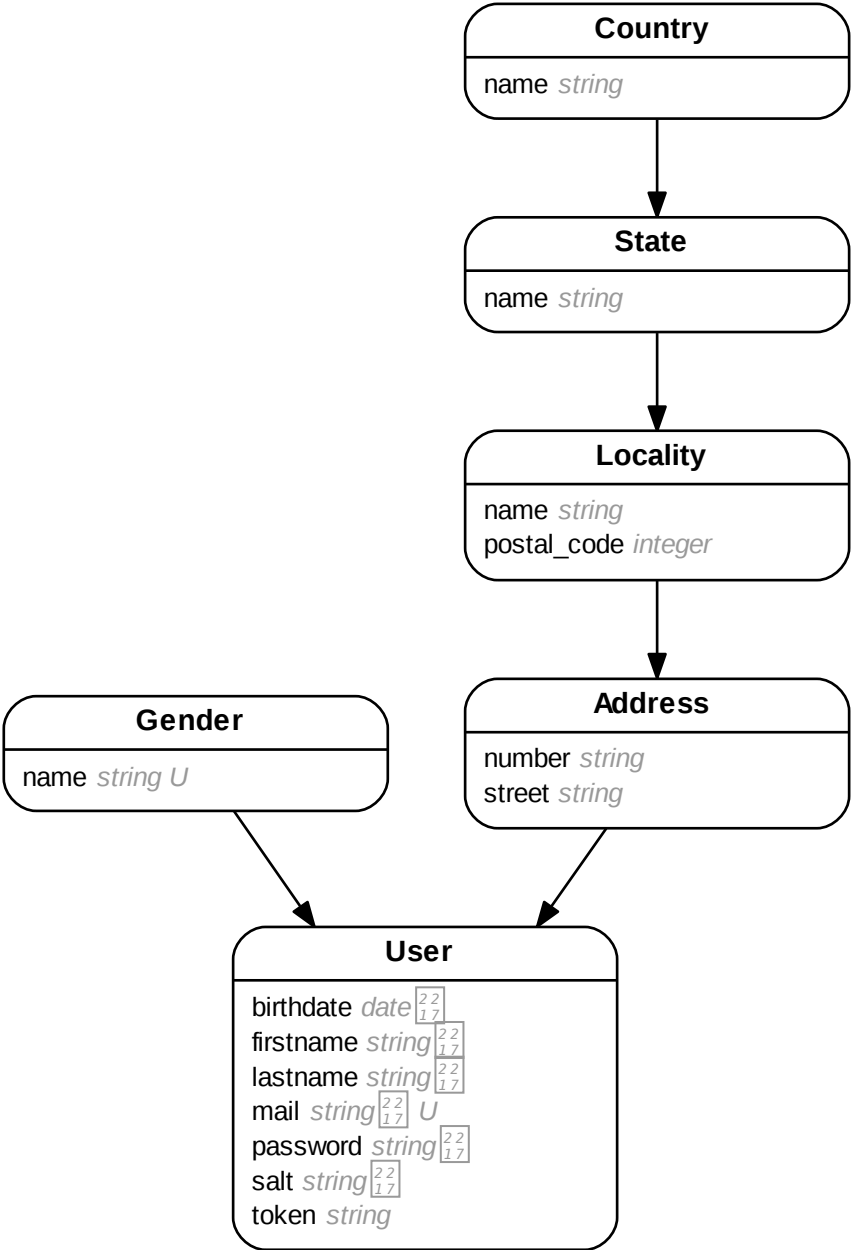 Country
name string
State
name string
Locality
name string
postal_code integer
Address
number string
street string
Gender
name string U
User
birthdate date ∗
firstname string ∗
lastname string ∗
mail string ∗ U
password string ∗
salt string ∗
token string